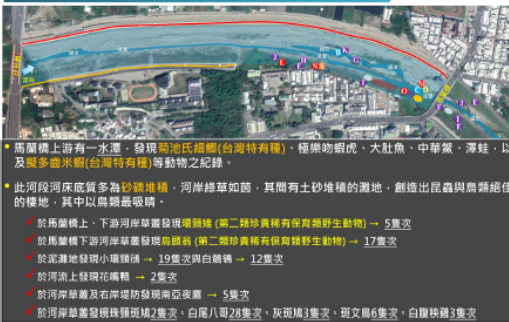 • 馬蘭橋上游有一水潭，發現菊池氏細鯽(台灣特有種)、極樂吻蝦虎、大肚魚、中華鱉、澤蛙，以
及擬多齒米蝦(台灣特有種)等動物之紀錄。
• 此河段河床底質多為砂礫堆積，河岸綠草如茵，其間有土砂堆積的灘地，創造出昆蟲與鳥類絕佳
的棲地，其中以鳥類最吸睛。
✓ 於馬蘭橋上、下游河岸草叢發現環頸雉 (第二類珍貴稀有保育類野生動物) → 5隻次
✓ 於馬蘭橋下游河岸草叢發現烏頭翁 (第二類珍貴稀有保育類野生動物) → 17隻次
✓ 於泥灘地發現小環頸鴴 → 19隻次與白鶺鴒 → 12隻次
✓ 於河流上發現花嘴鴨 → 2隻次
✓ 於河岸草叢及右岸堤防發現南亞夜鷹 → 5隻次
✓ 於河岸草叢發現珠頸斑鳩2隻次、白尾八哥28隻次、灰斑鳩3隻次、斑文鳥6隻次、白腹秧雞3隻次